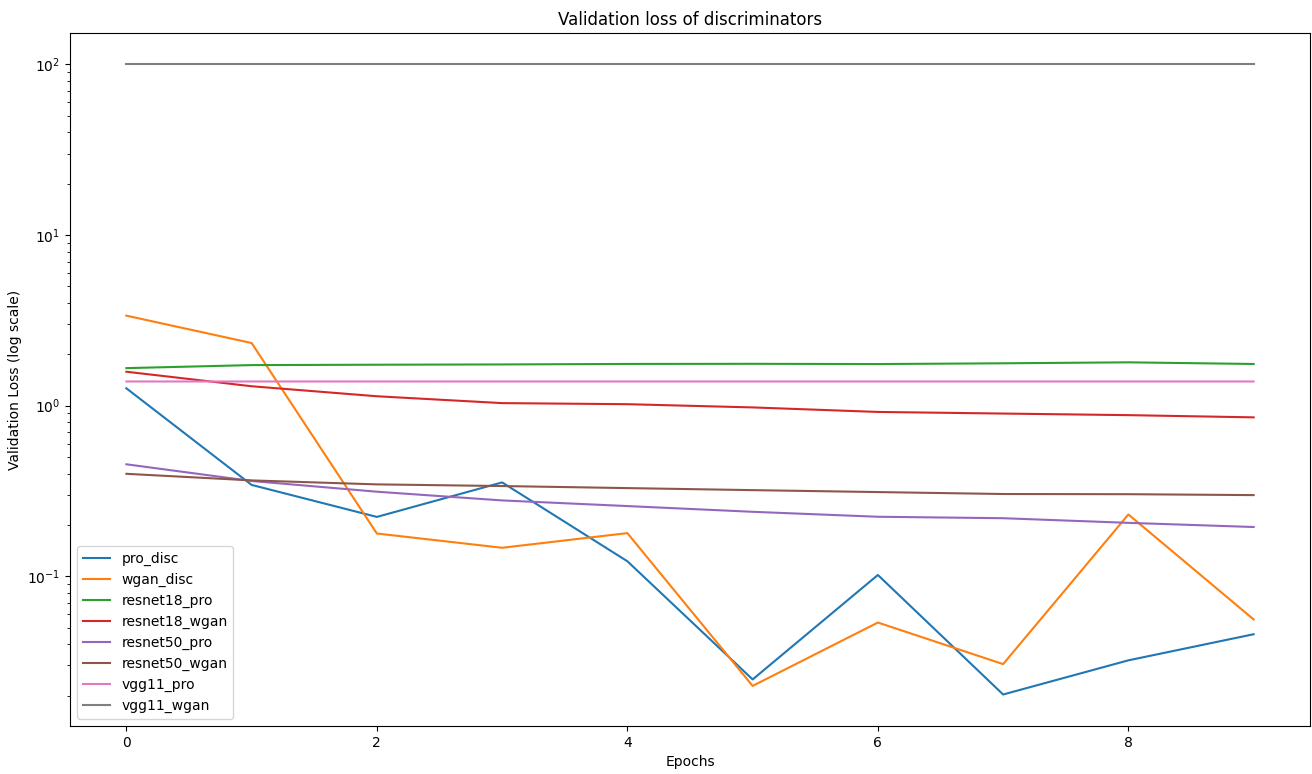 Validation loss of discriminators
Validation Loss (log scale)
10²
10¹
10⁰
10⁻¹
pro_disc
wgan_disc
resnet18_pro
resnet18_wgan
resnet50_pro
resnet50_wgan
vgg11_pro
vgg11_wgan
0 2 4 6 8
Epochs